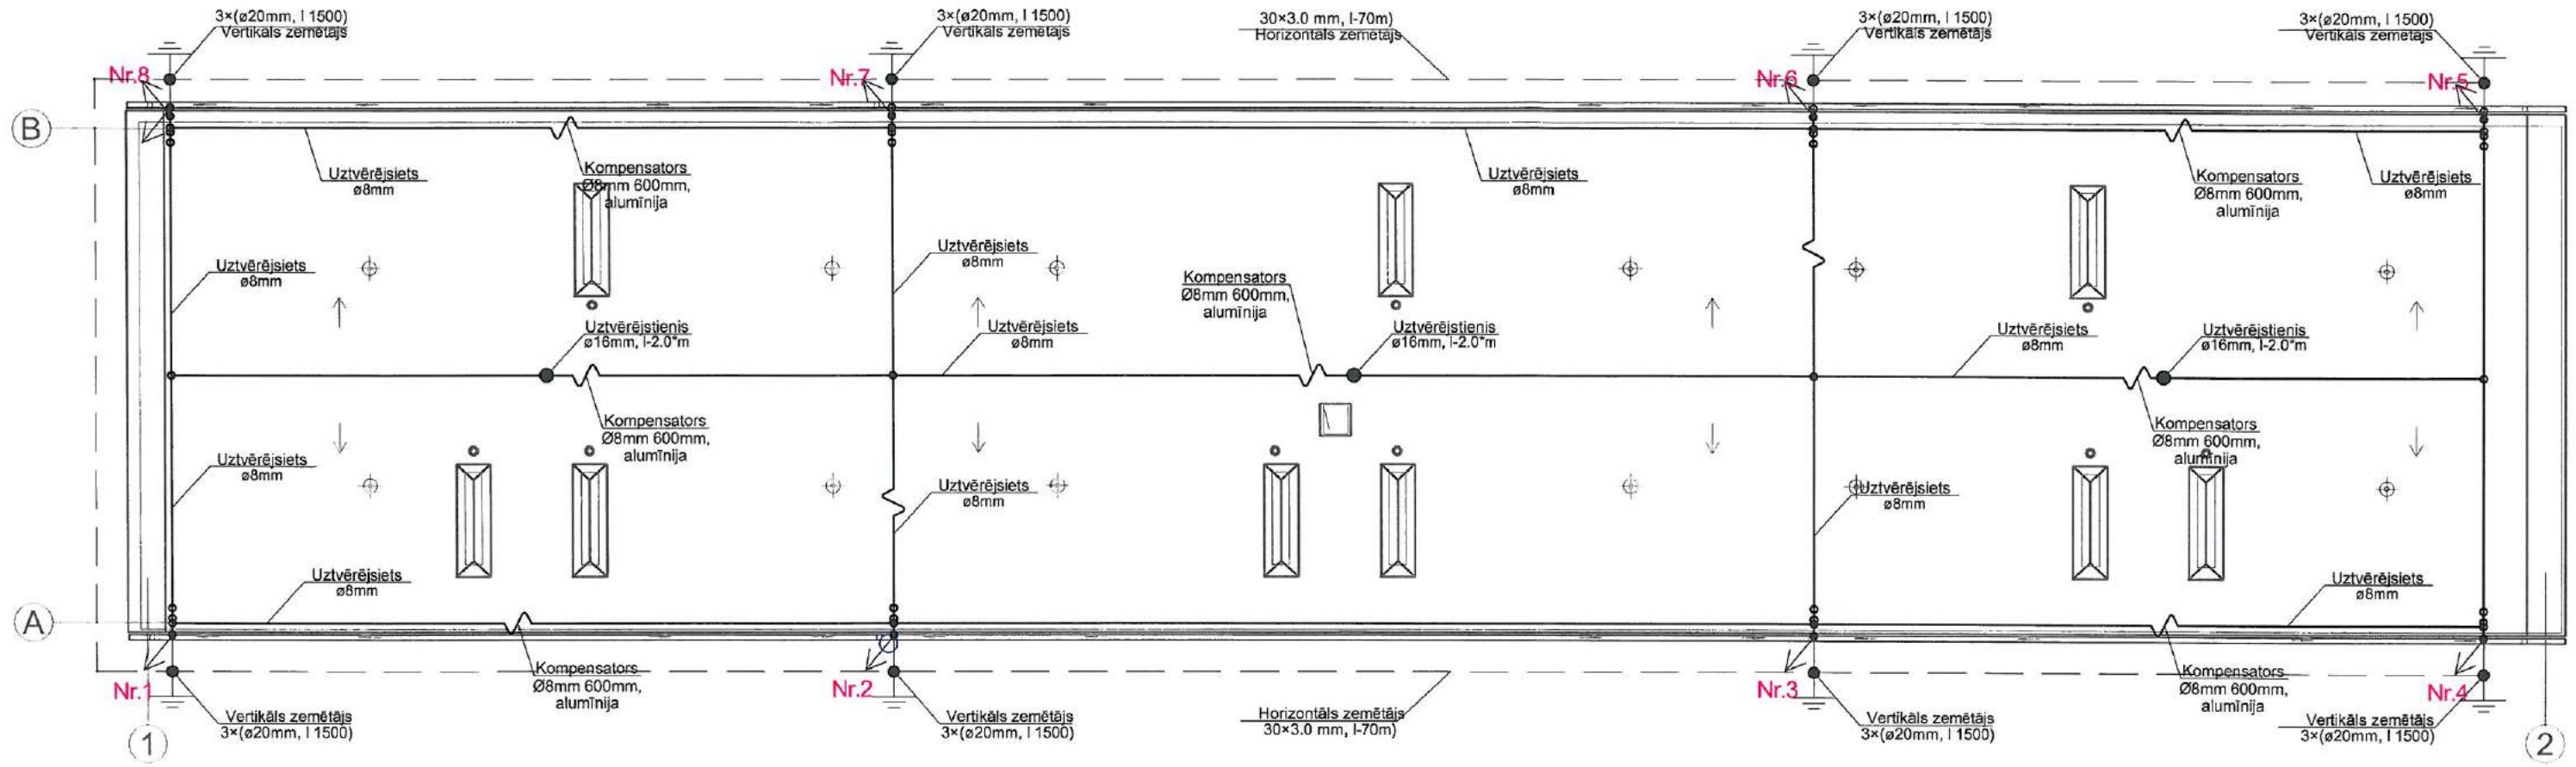 3×(ø20mm, l 1500)
Vertikāls zemētājs
3×(ø20mm, l 1500)
Vertikāls zemētājs
30×3.0 mm, l-70m)
Horizontāls zemētājs
3×(ø20mm, l 1500)
Vertikāls zemētājs
3×(ø20mm, l 1500)
Vertikāls zemētājs
Nr.8
Nr.7
Nr.6
Nr.5
B
Uztvērējsiets
ø8mm
Kompensators
Ø8mm 600mm,
alumīnija
Uztvērējsiets
ø8mm
Kompensators
Ø8mm 600mm,
alumīnija
Uztvērējsiets
ø8mm
Uztvērējsiets
ø8mm
Uztvērējsiets
ø8mm
Kompensators
Ø8mm 600mm,
alumīnija
Uztvērējstienis
ø16mm, l-2.0*m
Uztvērējsiets
ø8mm
Uztvērējstienis
ø16mm, l-2.0*m
Uztvērējsiets
ø8mm
Uztvērējstienis
ø16mm, l-2.0*m
Kompensators
Ø8mm 600mm,
alumīnija
Kompensators
Ø8mm 600mm,
alumīnija
Uztvērējsiets
ø8mm
Uztvērējsiets
ø8mm
Uztvērējsiets
ø8mm
Uztvērējsiets
ø8mm
Uztvērējsiets
ø8mm
A
Kompensators
Ø8mm 600mm,
alumīnija
Kompensators
Ø8mm 600mm,
alumīnija
Nr.1
Nr.2
Nr.3
Nr.4
Vertikāls zemētājs
3×(ø20mm, l 1500)
Vertikāls zemētājs
3×(ø20mm, l 1500)
Horizontāls zemētājs
30×3.0 mm, l-70m)
Vertikāls zemētājs
3×(ø20mm, l 1500)
Vertikāls zemētājs
3×(ø20mm, l 1500)
1
2